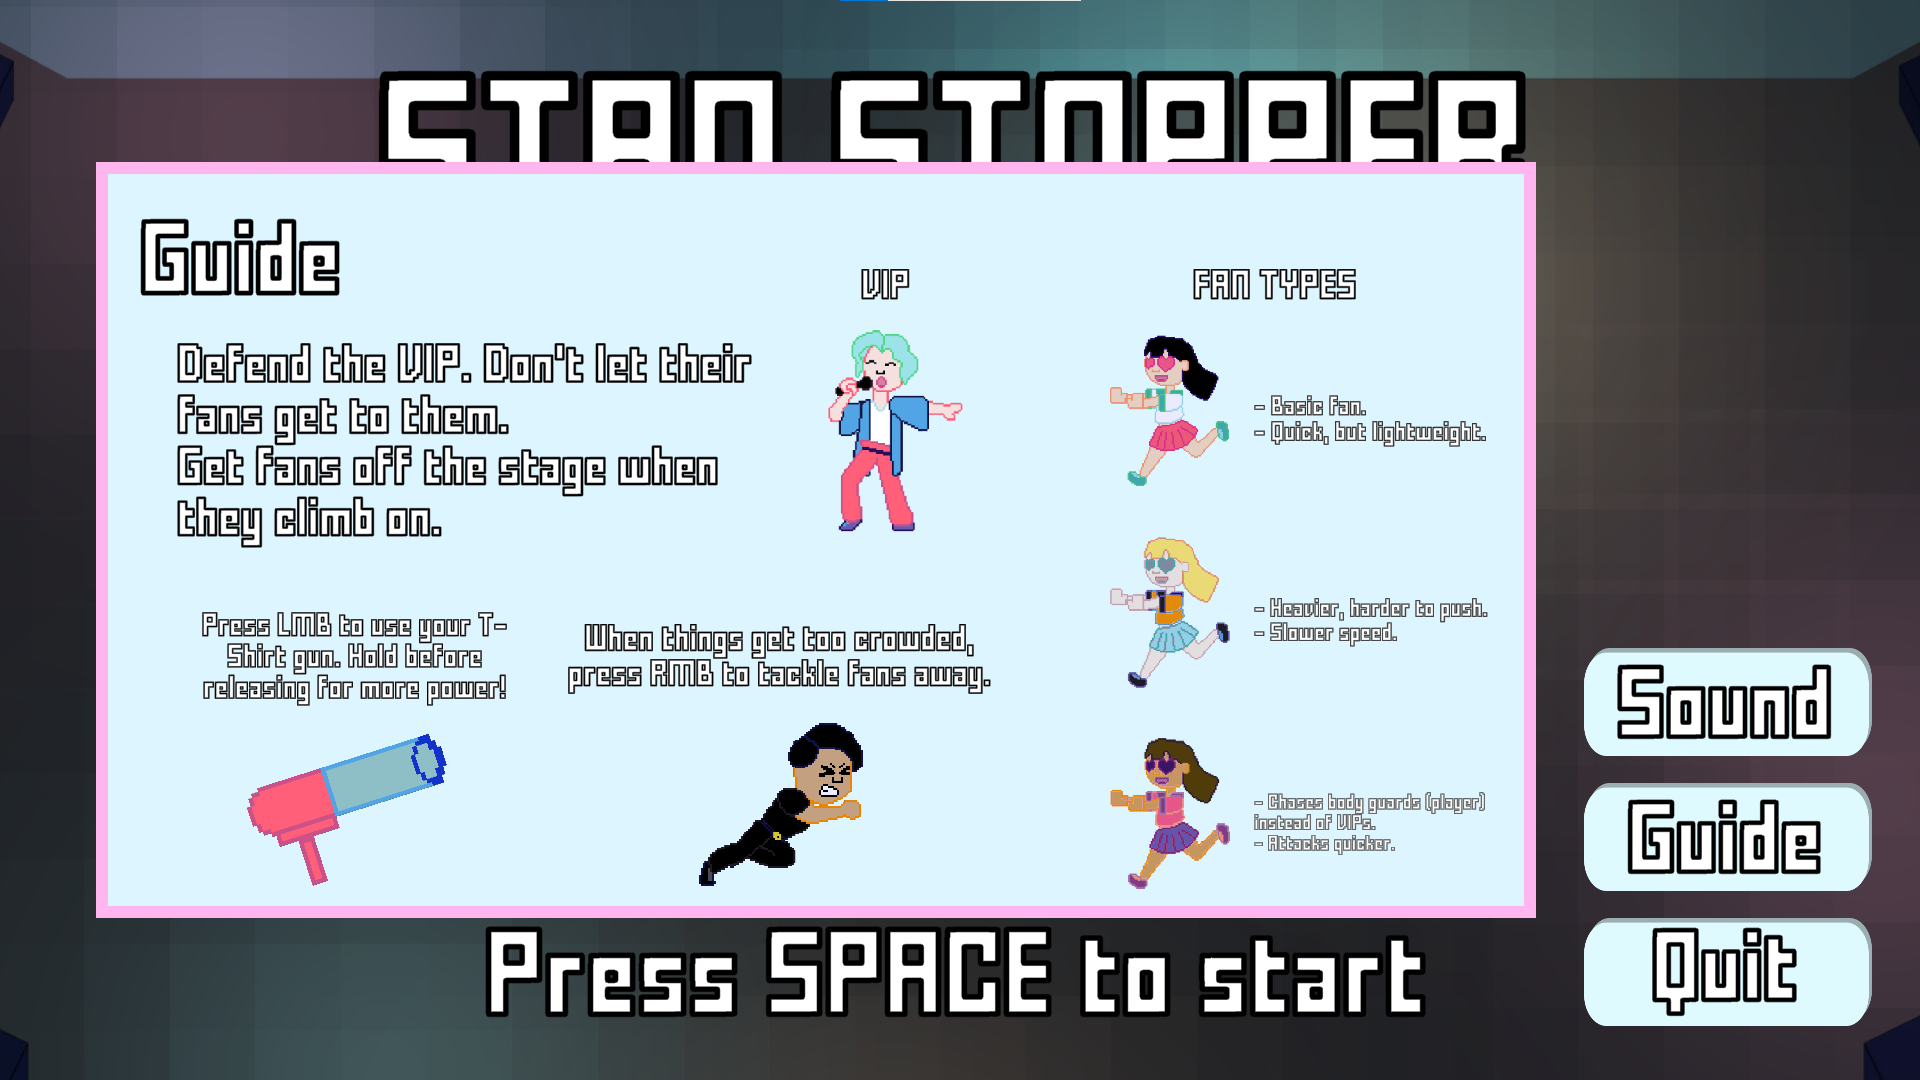 STAN STOPPER
Guide
VIP
FAN TYPES
Defend the VIP. Don't let their
fans get to them.
Get fans off the stage when
they climb on.
- Basic fan.
- Quick, but lightweight.
Press LMB to use your T-
Shirt gun. Hold before
releasing for more power!
When things get too crowded,
press RMB to tackle fans away.
- Heavier, harder to push.
- Slower speed.
- Chases body guards (player)
instead of VIPs.
- Attacks quicker.
Sound
Guide
Quit
Press SPACE to start